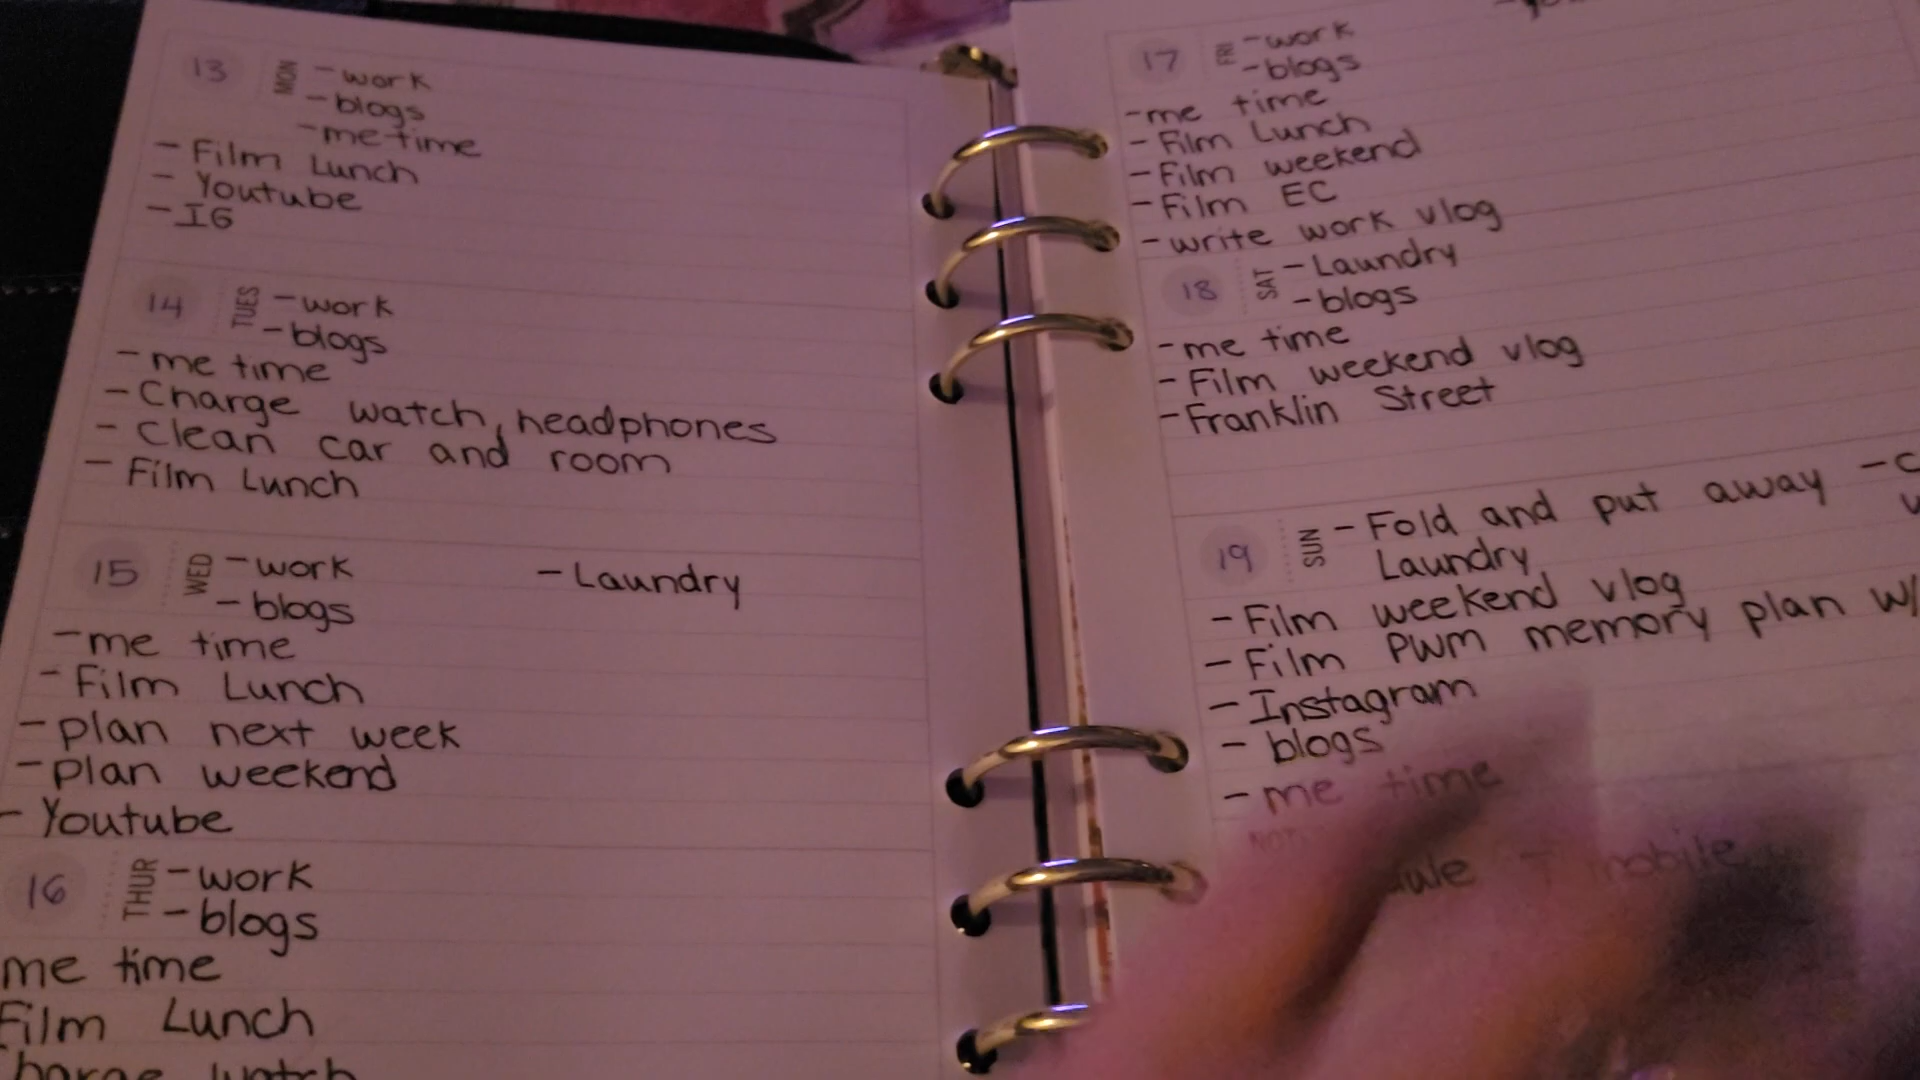 13 MON -work
-blogs
-me time
- Film Lunch
- Youtube
- IG
14 TUES -work
-blogs
-me time
- Charge watch, headphones
- Clean car and room
- Film Lunch
15 WED -work -Laundry
-blogs
-me time
- Film Lunch
-plan next week
-plan weekend
- Youtube
16 THUR -work
-blogs
me time
Film Lunch
watch
17 FRI -work
-blogs
-me time
-Film Lunch
-Film weekend
-Film EC
-write work vlog
18 SAT -Laundry
-blogs
-me time
-Film weekend vlog
-Franklin Street
19 SUN -Fold and put away
Laundry
-Film weekend vlog
-Film PWM memory plan w/
-Instagram
- blogs
-me time
mobile